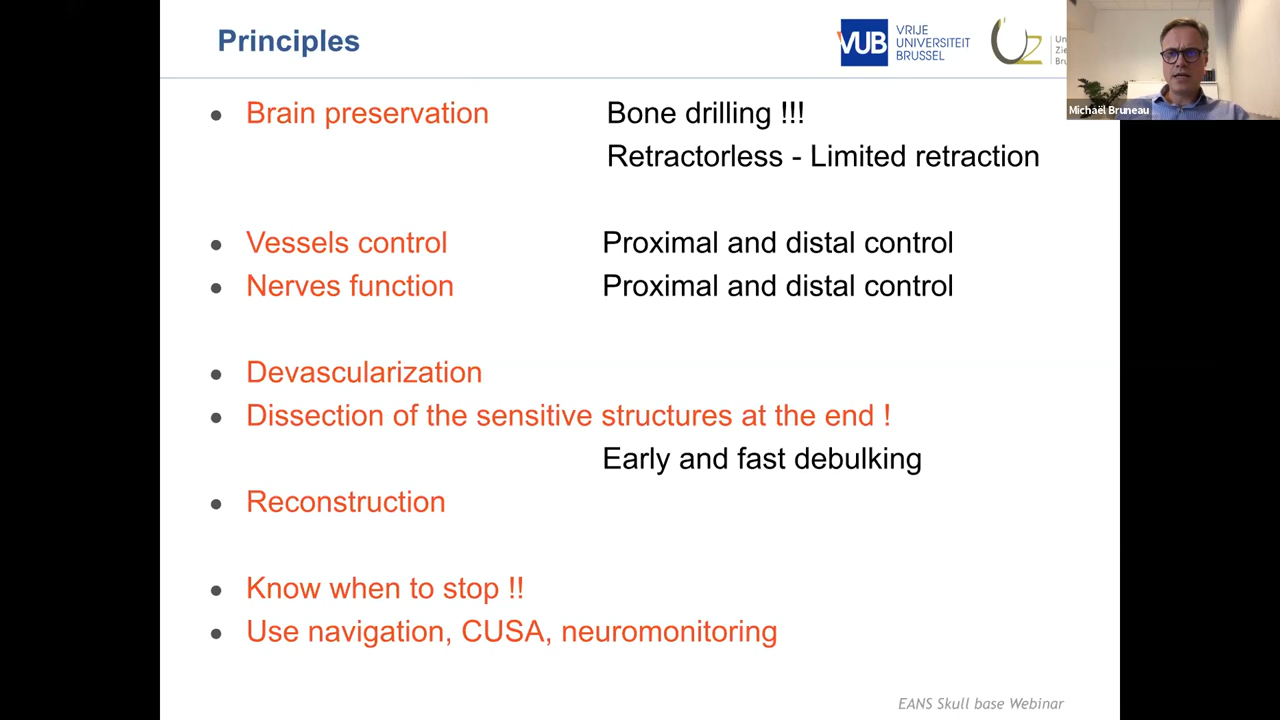 Principles
VUB
VRIJE
UNIVERSITEIT
BRUSSEL
UZ
Michaël Bruneau
• Brain preservation Bone drilling !!!
Retractorless - Limited retraction
• Vessels control Proximal and distal control
• Nerves function Proximal and distal control
• Devascularization
• Dissection of the sensitive structures at the end !
Early and fast debulking
• Reconstruction
• Know when to stop !!
• Use navigation, CUSA, neuromonitoring
EANS Skull base Webinar